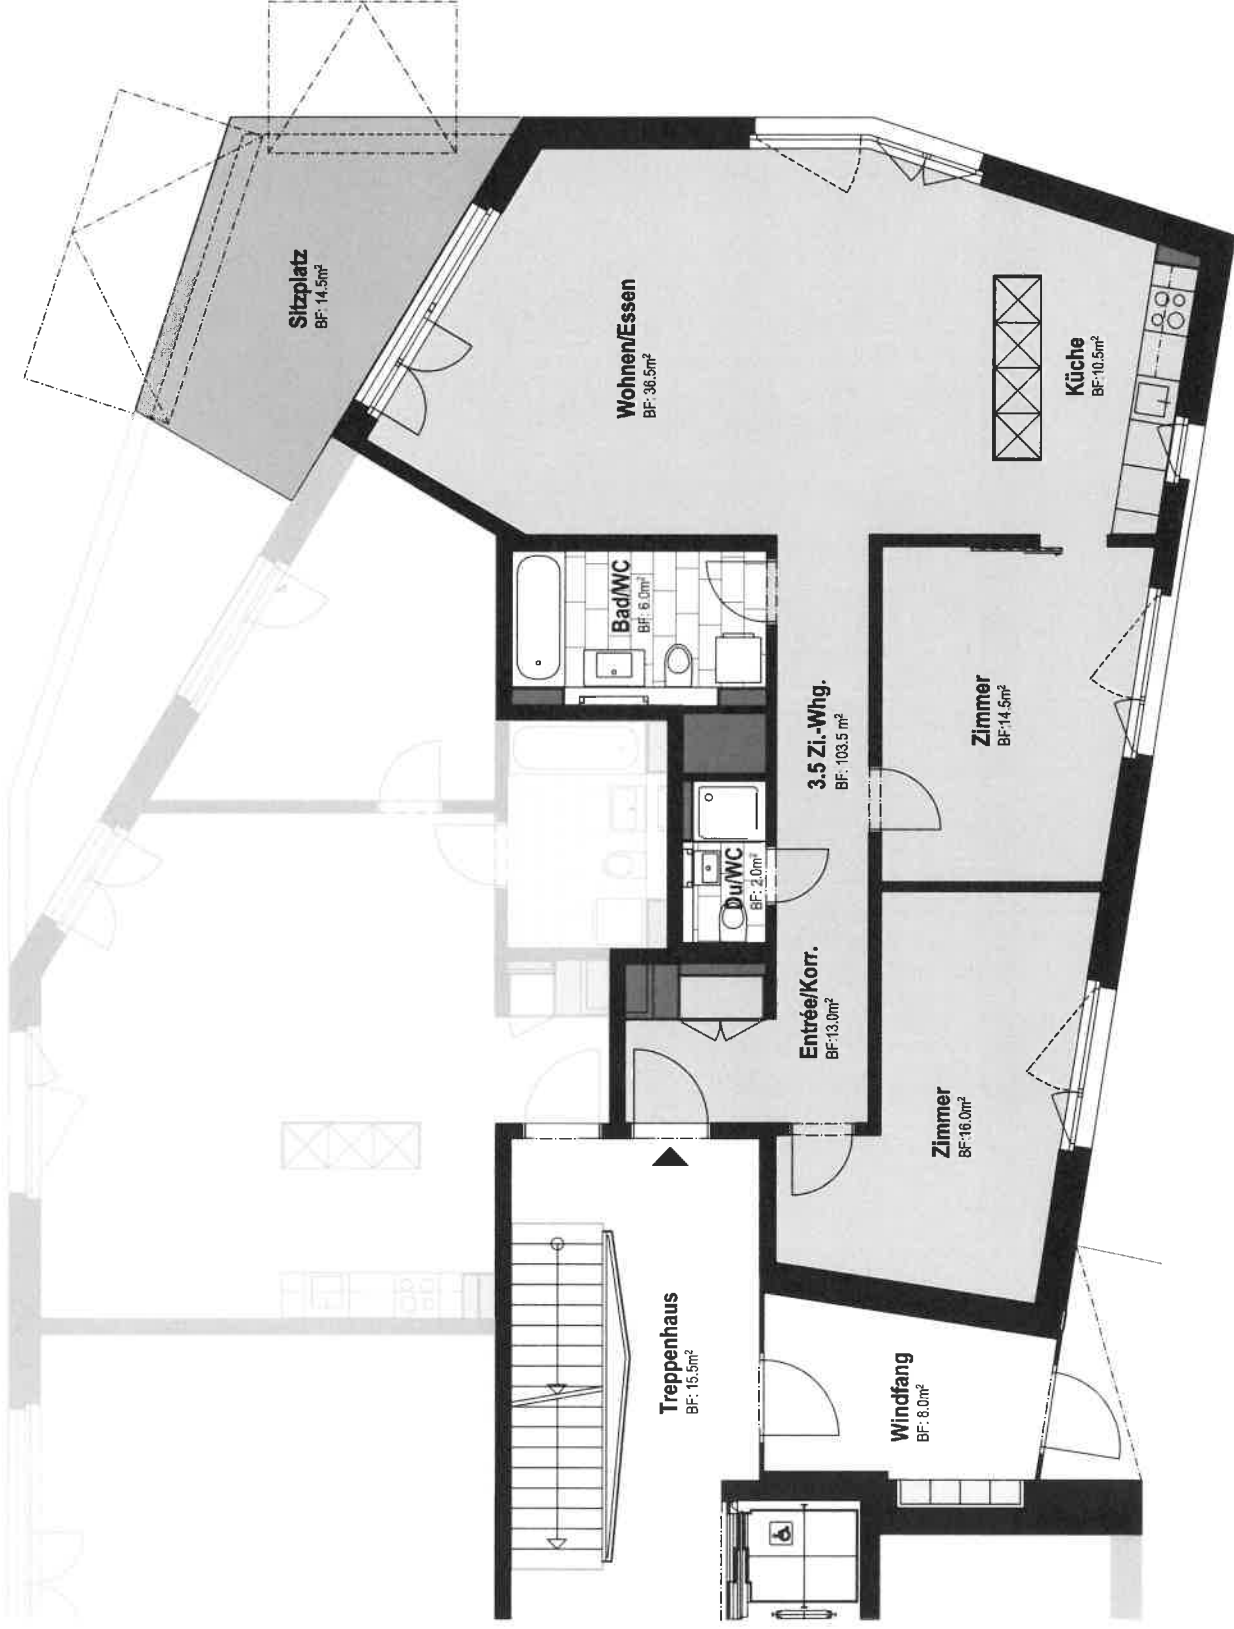 Sitzplatz
BF: 14.5m²
Wohnen/Essen
BF: 36.5m²
Küche
BF:10.5m²
Bad/WC
BF: 6.0m²
3.5 Zi.-Whg.
BF: 103.5 m²
Zimmer
BF:14.5m²
Du/WC
BF: 2.0m²
Entrée/Korr.
BF:13.0m²
Zimmer
BF:16.0m²
Treppenhaus
BF: 15.5m²
Windfang
BF: 8.0m²